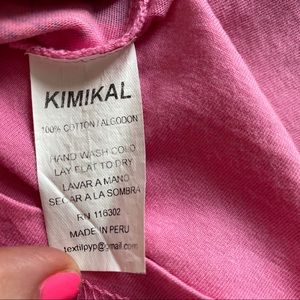 KIMIKAL
100% COTTON / ALGODON
HAND WASH COLD
LAY FLAT TO DRY
LAVAR A MANO
SECAR A LA SOMBRA
RN 116302
MADE IN PERU
textilpyp@gmail.com